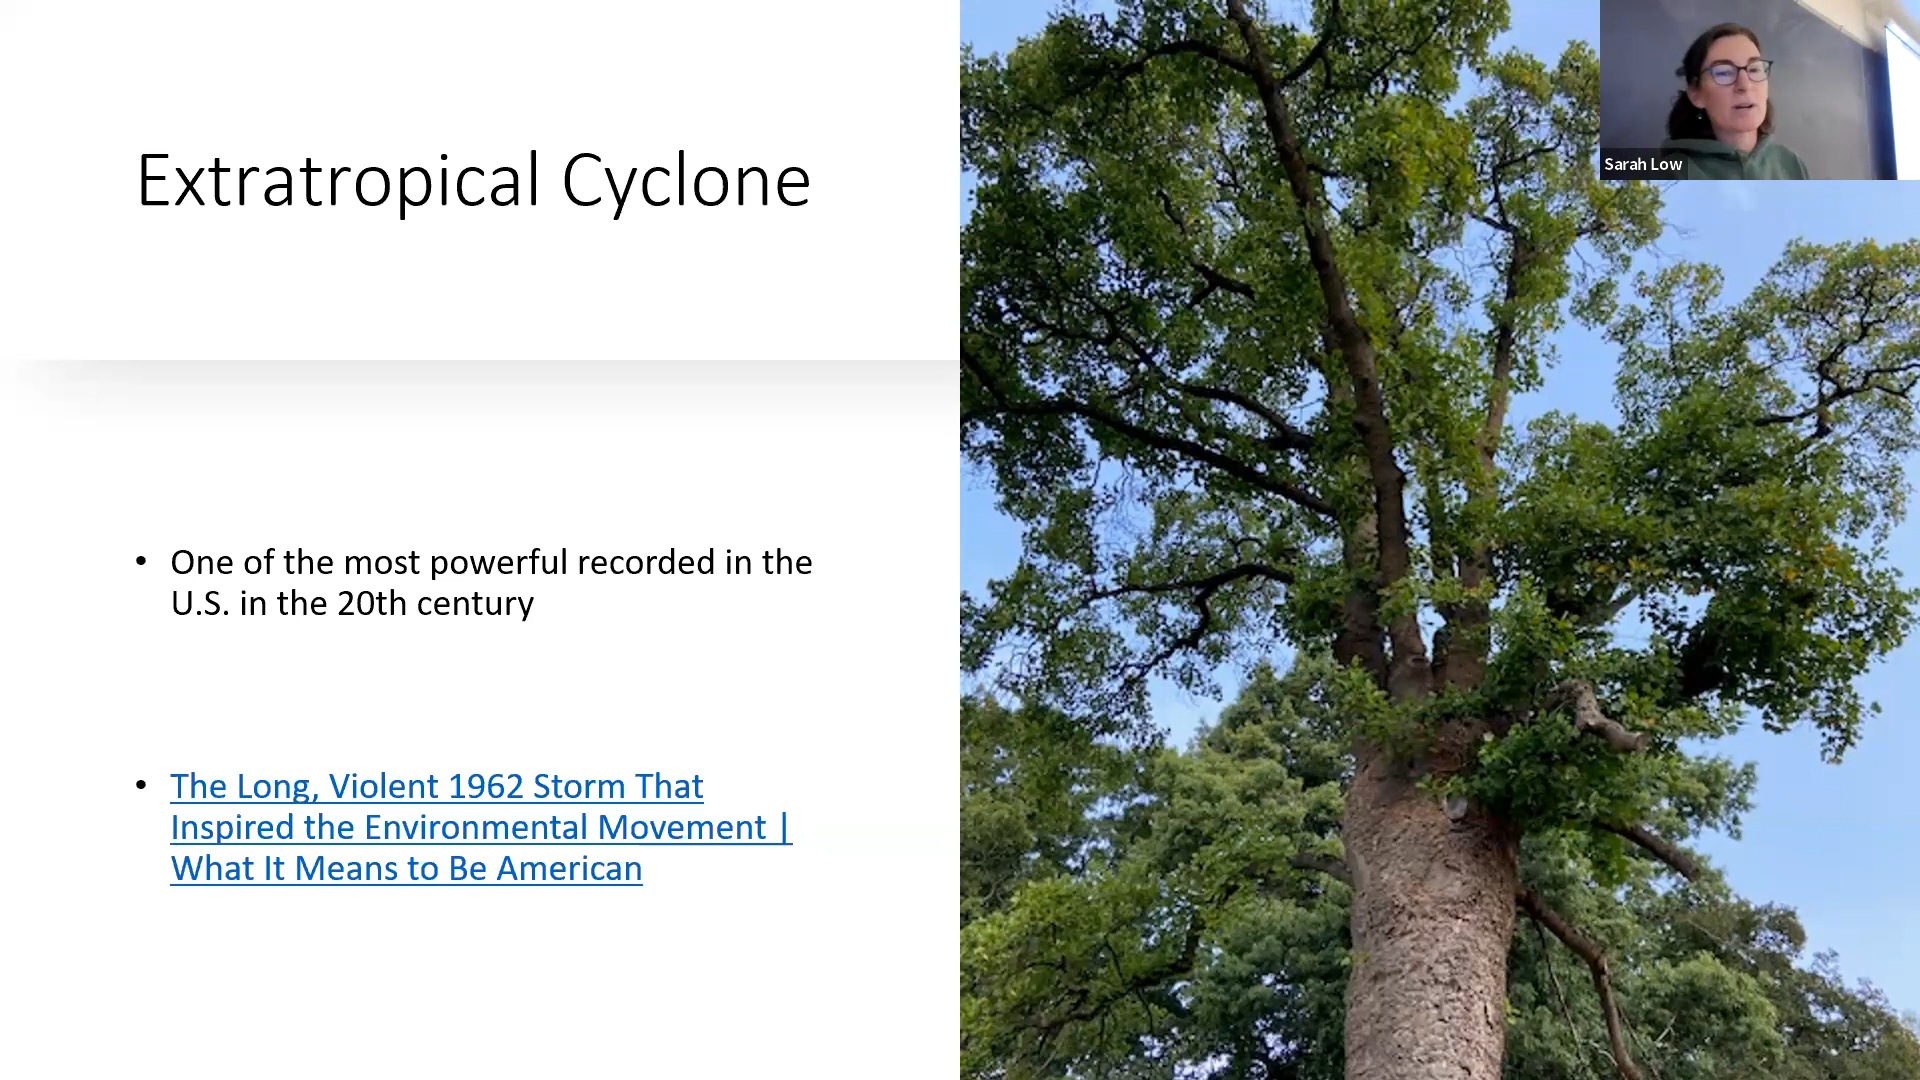 Extratropical Cyclone
Sarah Low
• One of the most powerful recorded in the
U.S. in the 20th century
• The Long, Violent 1962 Storm That
Inspired the Environmental Movement |
What It Means to Be American